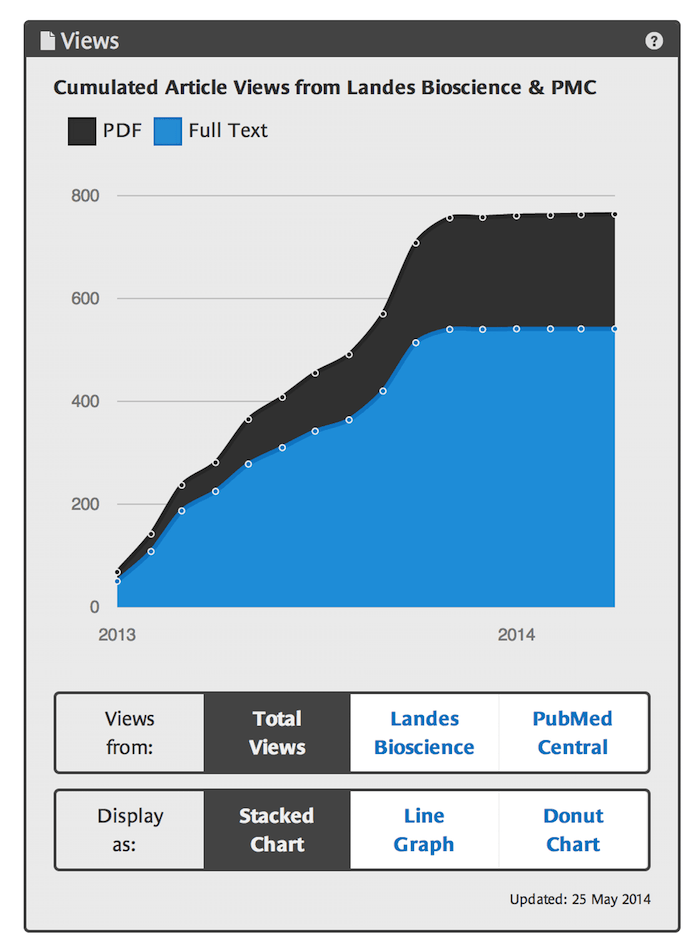 Views
?
Cumulated Article Views from Landes Bioscience & PMC
PDF Full Text
800
600
400
200
0
2013 2014
Views from:
Total Views
Landes Bioscience
PubMed Central
Display as:
Stacked Chart
Line Graph
Donut Chart
Updated: 25 May 2014